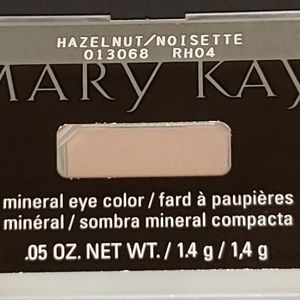 HAZELNUT/NOISETTE
013068 RH04
MARY KAY
mineral eye color / fard à paupières
minéral / sombra mineral compacta
.05 OZ. NET WT. / 1.4 g / 1,4 g